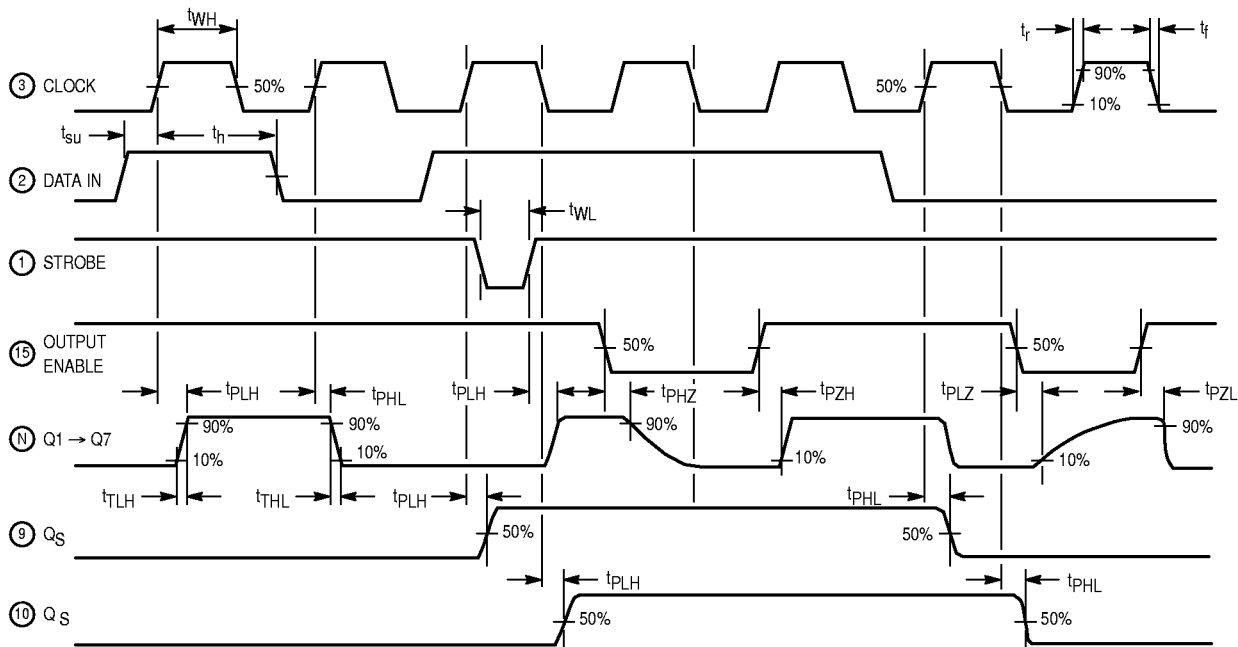 tWH
tr
tf
3 CLOCK
50%
50%
90%
10%
tsu
th
2 DATA IN
tWL
1 STROBE
15 OUTPUT
ENABLE
50%
50%
tPLH
tPHL
tPLH
tPHZ
tPZH
tPLZ
tPZL
N Q1 → Q7
90%
90%
90%
90%
10%
10%
10%
10%
tTLH
tTHL
tPLH
tPHL
9 QS
50%
50%
tPLH
tPHL
10 QS
50%
50%